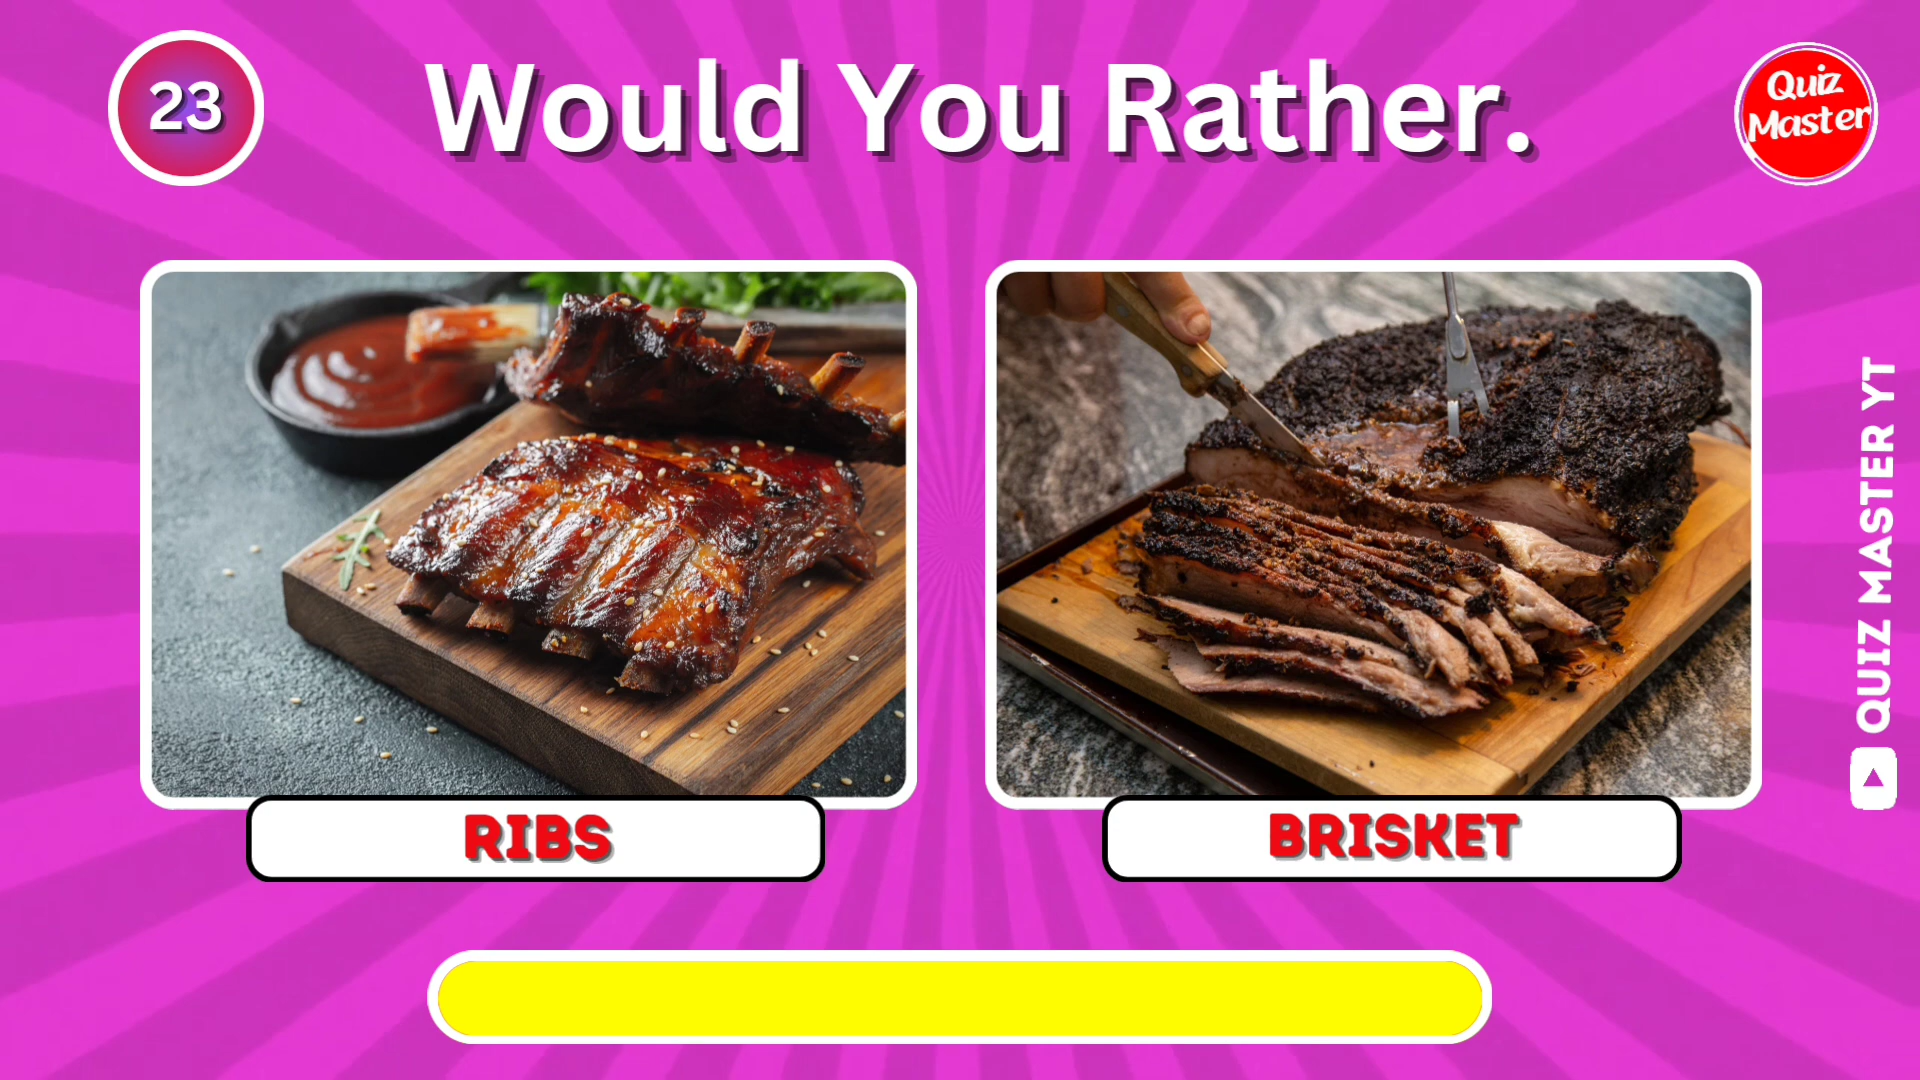 23
Would You Rather.
Quiz
Master
RIBS
BRISKET
QUIZ MASTER YT